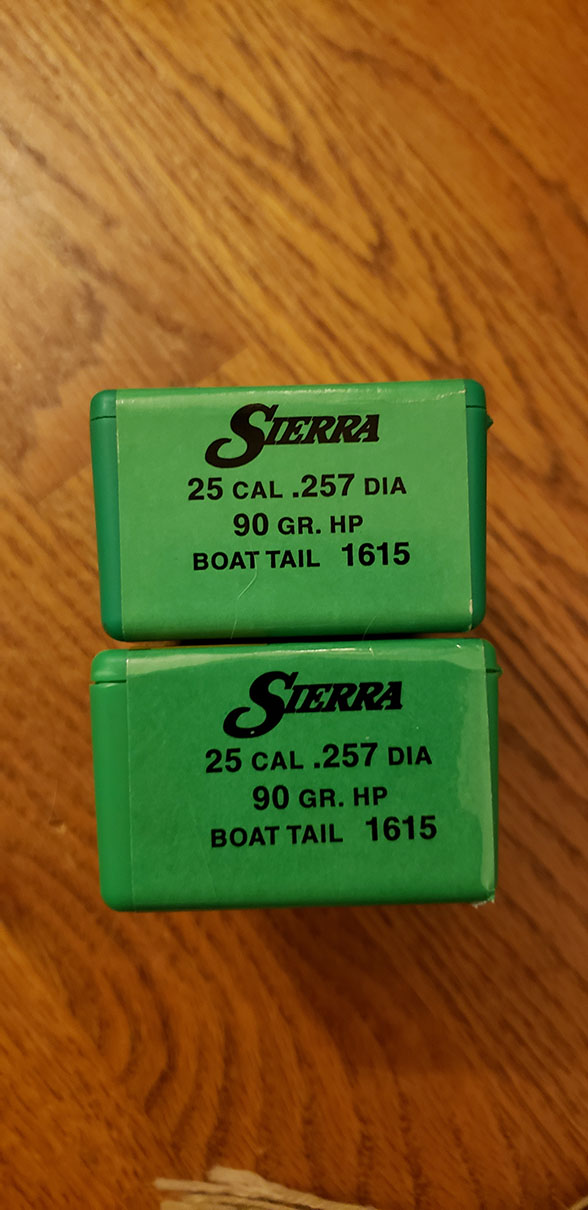 SIERRA
25 CAL .257 DIA
90 GR. HP
BOAT TAIL 1615
SIERRA
25 CAL .257 DIA
90 GR. HP
BOAT TAIL 1615